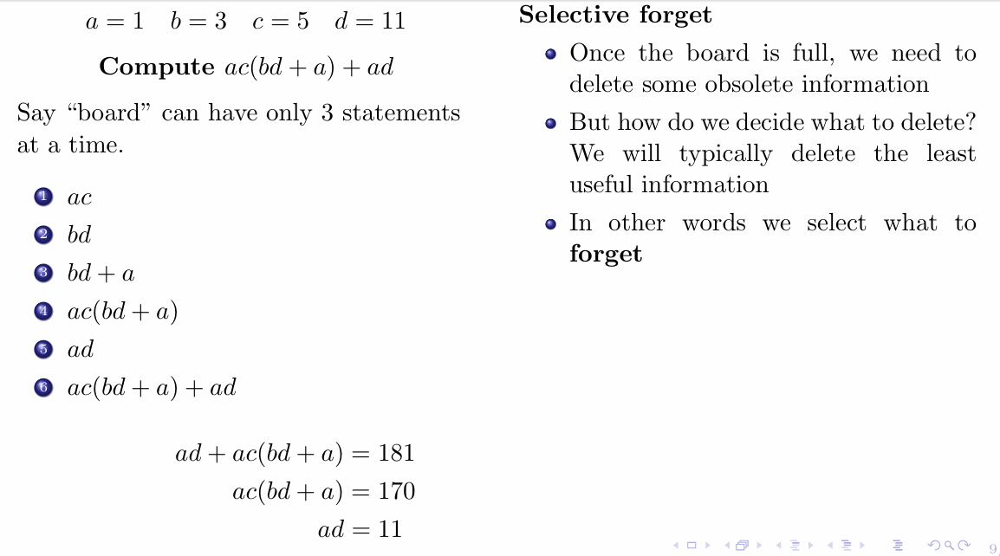 a = 1 b = 3 c = 5 d = 11
Compute ac(bd + a) + ad
Say “board” can have only 3 statements
at a time.
1 ac
2 bd
3 bd + a
4 ac(bd + a)
5 ad
6 ac(bd + a) + ad
ad + ac(bd + a) = 181
ac(bd + a) = 170
ad = 11
Selective forget
Once the board is full, we need to
delete some obsolete information
But how do we decide what to delete?
We will typically delete the least
useful information
In other words we select what to
forget
9